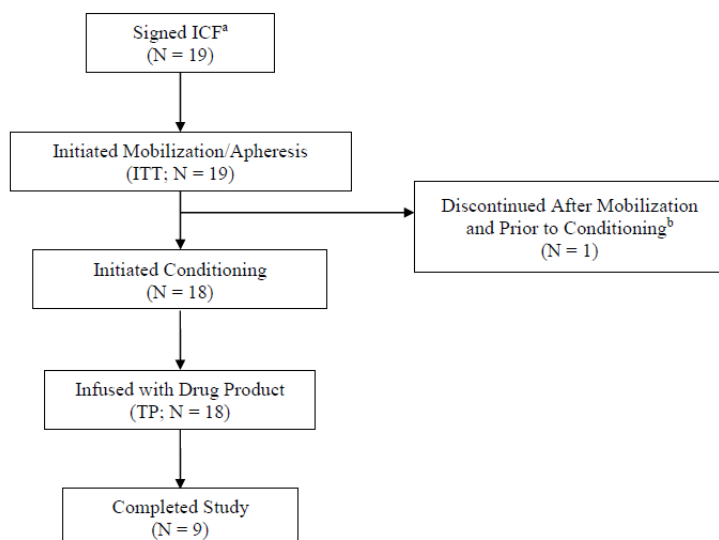 Signed ICFa
(N = 19)
Initiated Mobilization/Apheresis
(ITT; N = 19)
Discontinued After Mobilization
and Prior to Conditioningb
(N = 1)
Initiated Conditioning
(N = 18)
Infused with Drug Product
(TP; N = 18)
Completed Study
(N = 9)